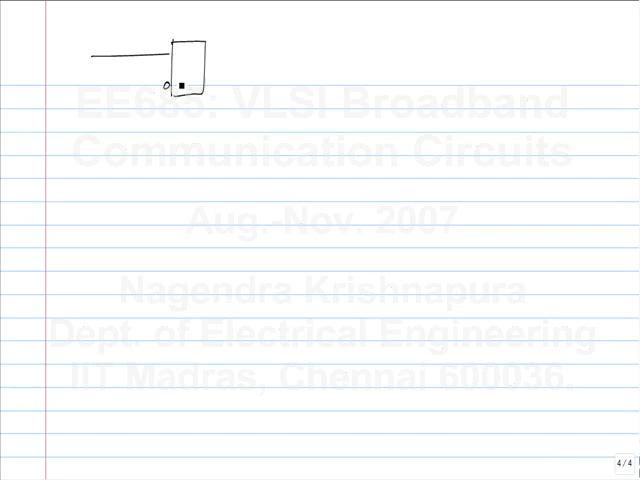 o
EE685: VLSI Broadband
Communication Circuits
Aug.-Nov. 2007
Nagendra Krishnapura
Dept. of Electrical Engineering
IIT Madras, Chennai 600036.
4/4